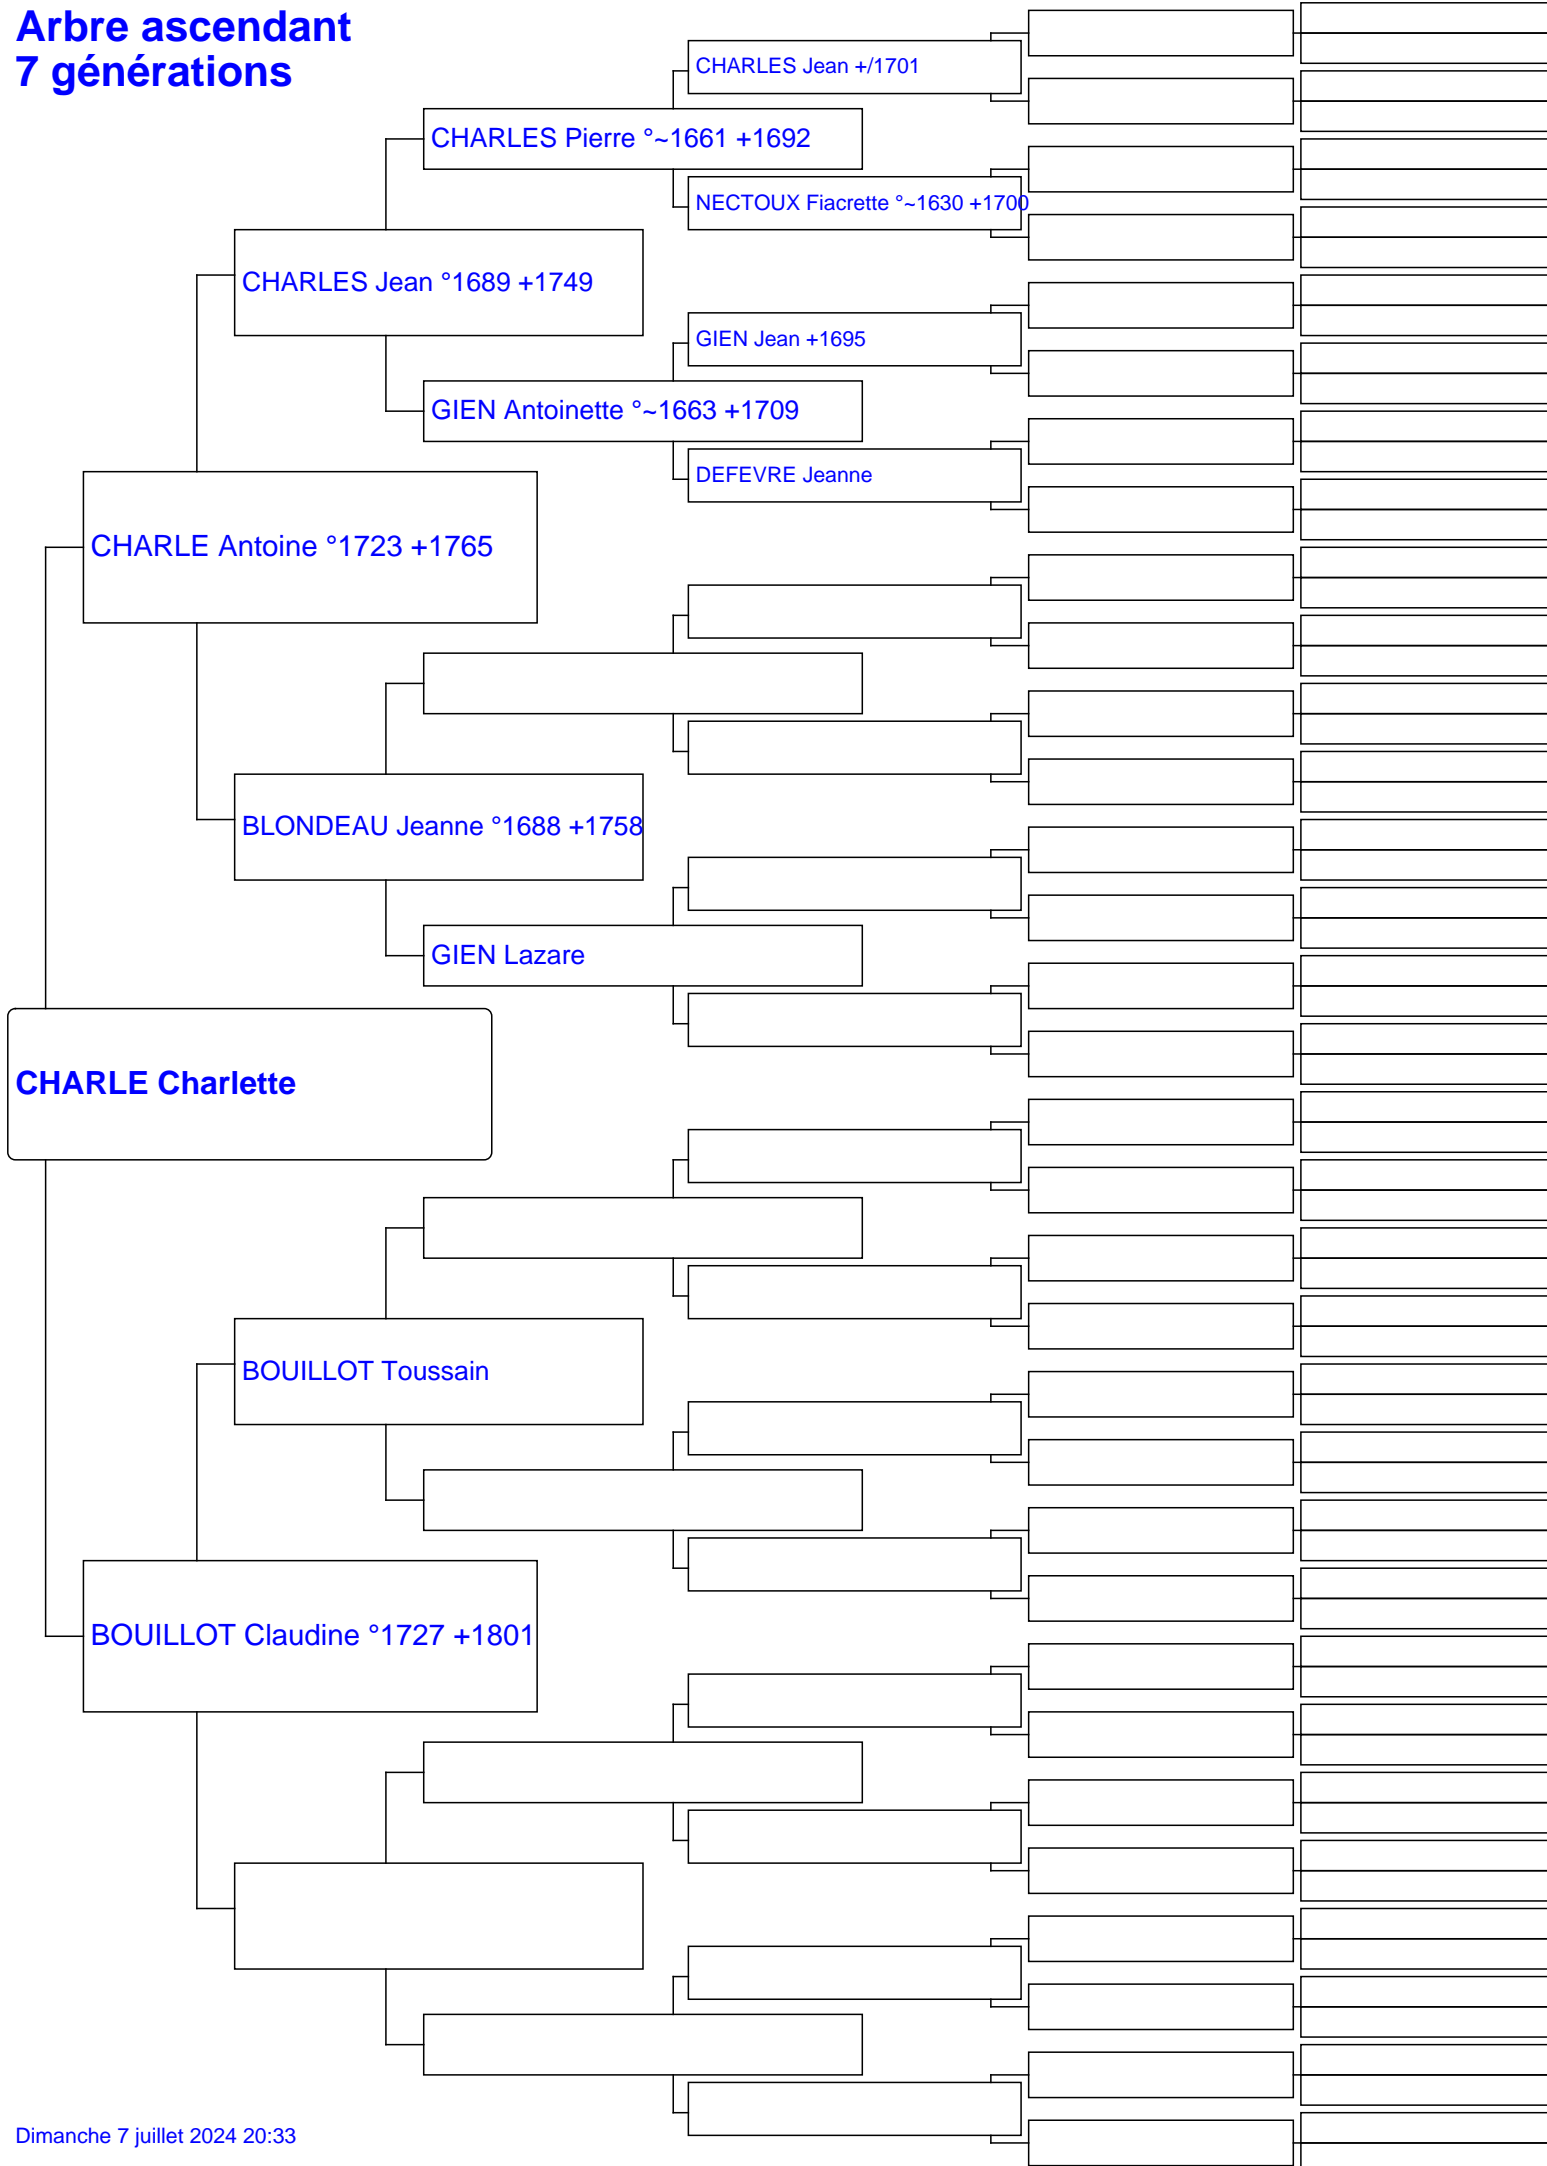 Arbre ascendant
7 générations
CHARLES Jean +/1701
CHARLES Pierre °~1661 +1692
NECTOUX Fiacrette °~1630 +1700
CHARLES Jean °1689 +1749
GIEN Jean +1695
GIEN Antoinette °~1663 +1709
DEFEVRE Jeanne
CHARLE Antoine °1723 +1765
BLONDEAU Jeanne °1688 +1758
GIEN Lazare
CHARLE Charlette
BOUILLOT Toussain
BOUILLOT Claudine °1727 +1801
Dimanche 7 juillet 2024 20:33